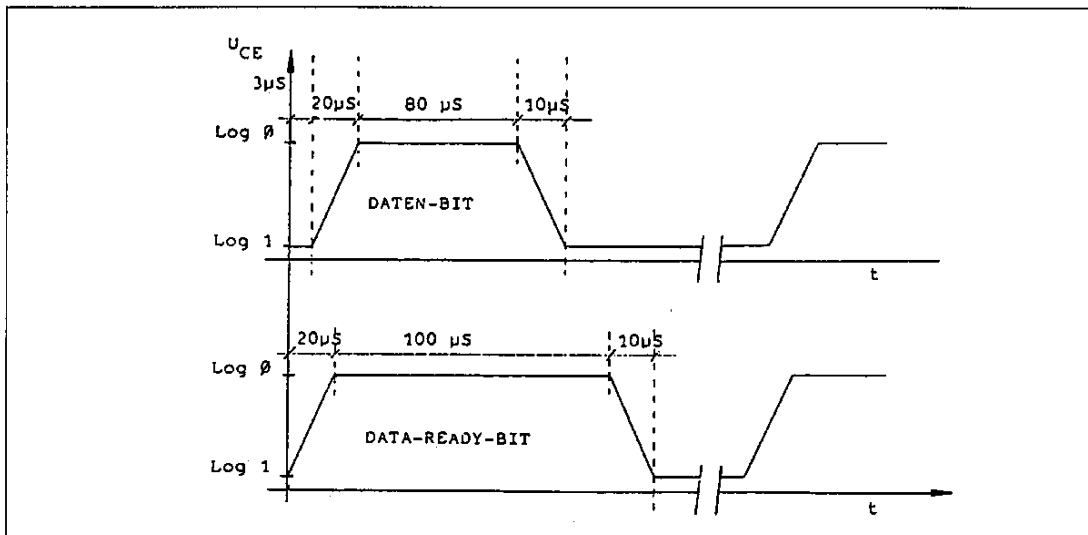 UCE
3µS
20µS 80 µS 10µS
Log Ø
DATEN-BIT
Log 1
t
20µS 100 µS 10µS
Log Ø
DATA-READY-BIT
Log 1
t